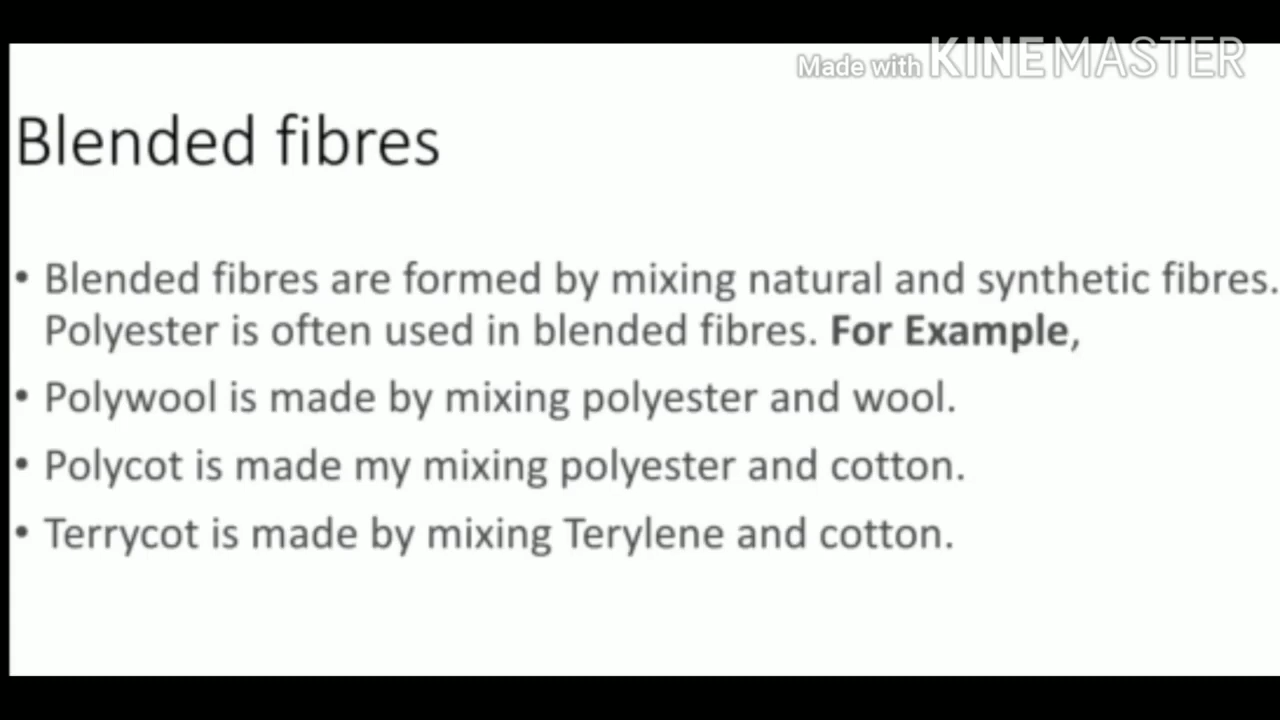 Made with KINEMASTER
Blended fibres
• Blended fibres are formed by mixing natural and synthetic fibres.
Polyester is often used in blended fibres. For Example,
• Polywool is made by mixing polyester and wool.
• Polycot is made my mixing polyester and cotton.
• Terrycot is made by mixing Terylene and cotton.